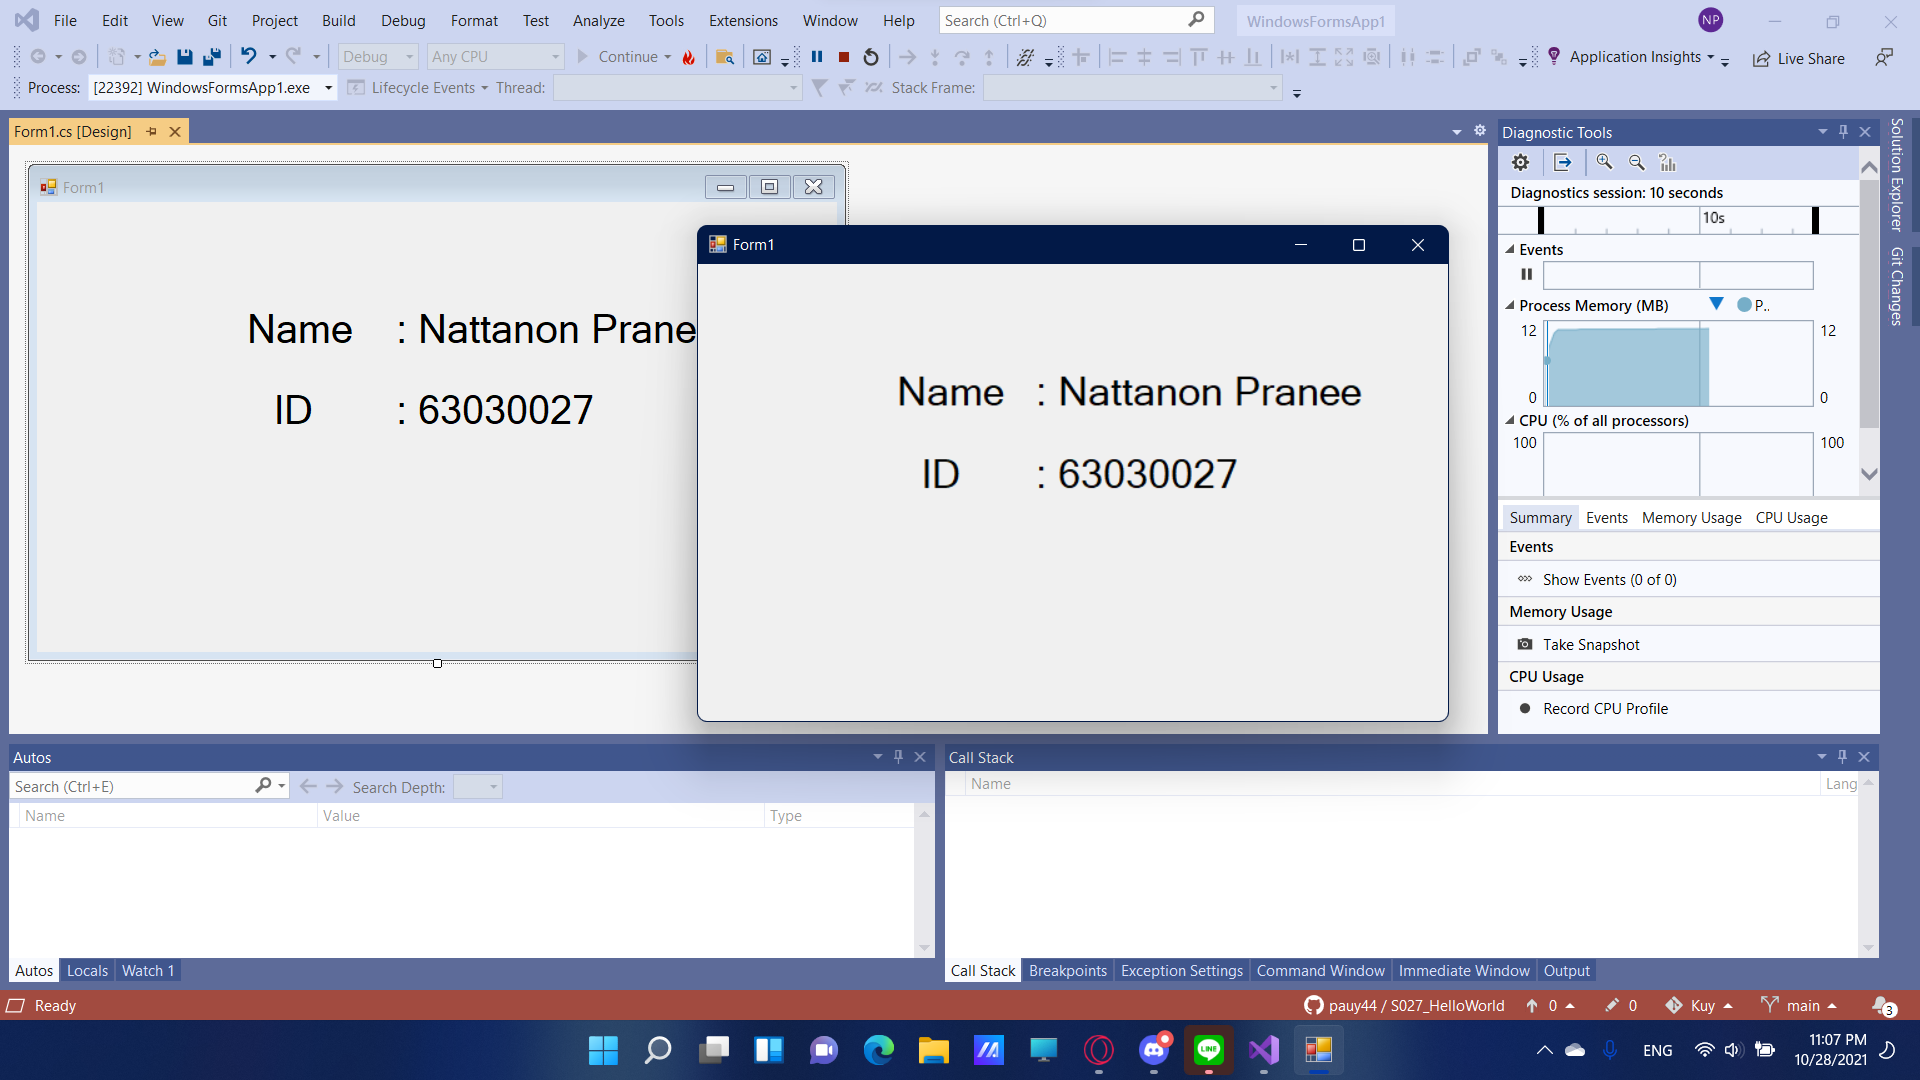 File Edit View Git Project Build Debug Format Test Analyze Tools Extensions Window Help Search (Ctrl+Q) WindowsFormsApp1 NP
Debug Any CPU Continue Application Insights Live Share
Process: [22392] WindowsFormsApp1.exe Lifecycle Events Thread: Stack Frame:
Form1.cs [Design]
Form1
Name : Nattanon Prane
ID : 63030027
Form1
Name : Nattanon Pranee
ID : 63030027
Diagnostic Tools
Diagnostics session: 10 seconds
10s
Events
Process Memory (MB) P..
12 12
0 0
CPU (% of all processors)
100 100
Summary Events Memory Usage CPU Usage
Events
Show Events (0 of 0)
Memory Usage
Take Snapshot
CPU Usage
Record CPU Profile
Solution Explorer
Git Changes
Autos
Search (Ctrl+E) Search Depth:
Name Value Type
Autos Locals Watch 1
Call Stack
Name Lang
Call Stack Breakpoints Exception Settings Command Window Immediate Window Output
Ready pauy44 / S027_HelloWorld 0 0 Kuy main 3
LINE
ENG
11:07 PM
10/28/2021